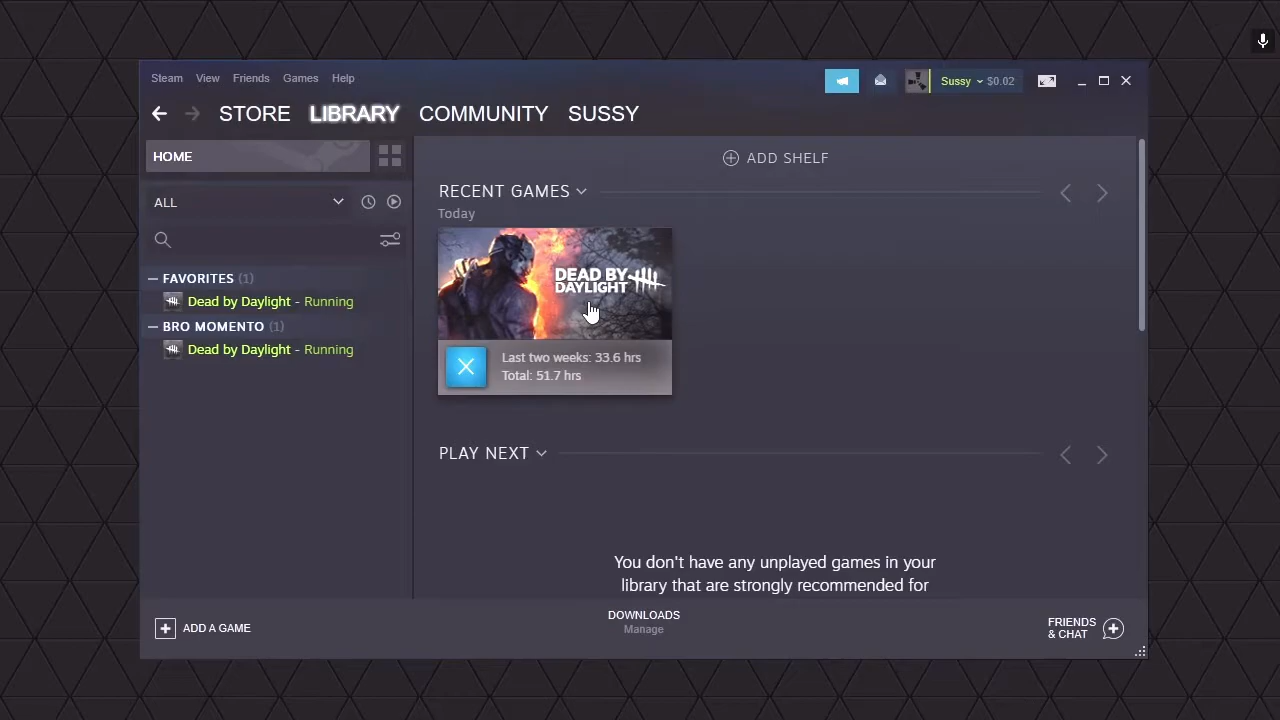 Steam View Friends Games Help
Sussy $0.02
STORE LIBRARY COMMUNITY SUSSY
HOME
ALL
FAVORITES (1)
Dead by Daylight - Running
BRO MOMENTO (1)
Dead by Daylight - Running
ADD SHELF
RECENT GAMES
Today
DEAD BY
DAYLIGHT
Last two weeks: 33.6 hrs
Total: 51.7 hrs
PLAY NEXT
You don't have any unplayed games in your
library that are strongly recommended for
ADD A GAME
DOWNLOADS
Manage
FRIENDS
& CHAT